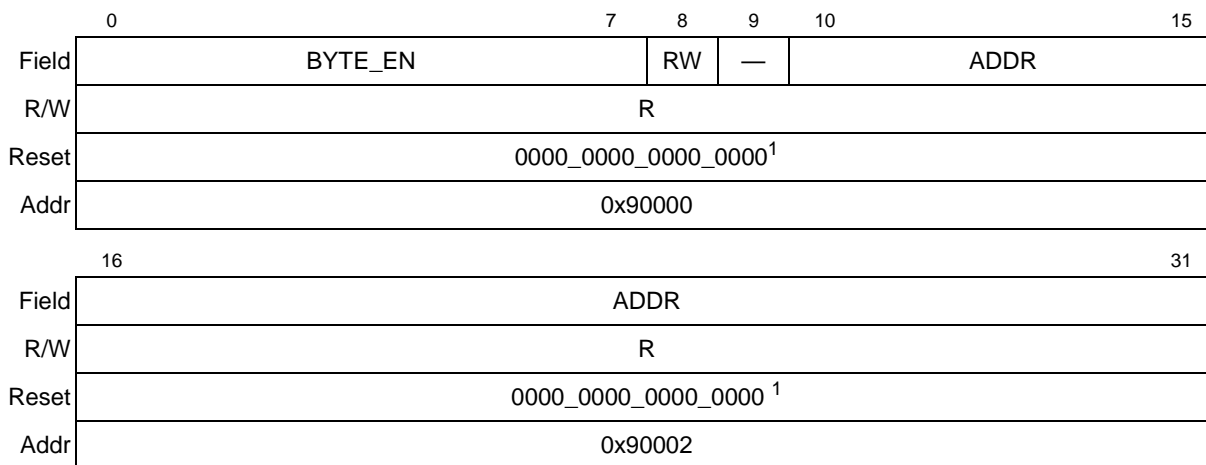 0 7 8 9 10 15
Field BYTE_EN RW — ADDR
R/W R
Reset 0000_0000_0000_0000¹
Addr 0x90000
16 31
Field ADDR
R/W R
Reset 0000_0000_0000_0000 ¹
Addr 0x90002